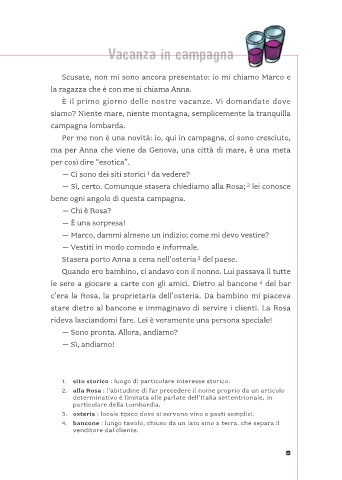 Vacanza in campagna
Scusate, non mi sono ancora presentato: io mi chiamo Marco e
la ragazza che è con me si chiama Anna.
È il primo giorno delle nostre vacanze. Vi domandate dove
siamo? Niente mare, niente montagna, semplicemente la tranquilla
campagna lombarda.
Per me non è una novità: io, qui in campagna, ci sono cresciuto,
ma per Anna che viene da Genova, una città di mare, è una meta
per così dire "esotica".
— Ci sono dei siti storici ¹ da vedere?
— Sì, certo. Comunque stasera chiediamo alla Rosa; ² lei conosce
bene ogni angolo di questa campagna.
— Chi è Rosa?
— È una sorpresa!
— Marco, dammi almeno un indizio; come mi devo vestire?
— Vestiti in modo comodo e informale.
Stasera porto Anna a cena nell'osteria ³ del paese.
Quando ero bambino, ci andavo con il nonno. Lui passava lì tutte
le sere a giocare a carte con gli amici. Dietro al bancone ⁴ del bar
c'era la Rosa, la proprietaria dell'osteria. Da bambino mi piaceva
stare dietro al bancone e immaginavo di servire i clienti. La Rosa
rideva lasciandomi fare. Lei è veramente una persona speciale!
— Sono pronta. Allora, andiamo?
— Sì, andiamo!
1. sito storico : luogo di particolare interesse storico.
2. alla Rosa : l'abitudine di far precedere il nome proprio da un articolo
determinativo è limitata alle parlate dell'Italia settentrionale, in
particolare della Lombardia.
3. osteria : locale tipico dove si servono vino e pasti semplici.
4. bancone : lungo tavolo, chiuso da un lato sino a terra, che separa il
venditore dal cliente.
5